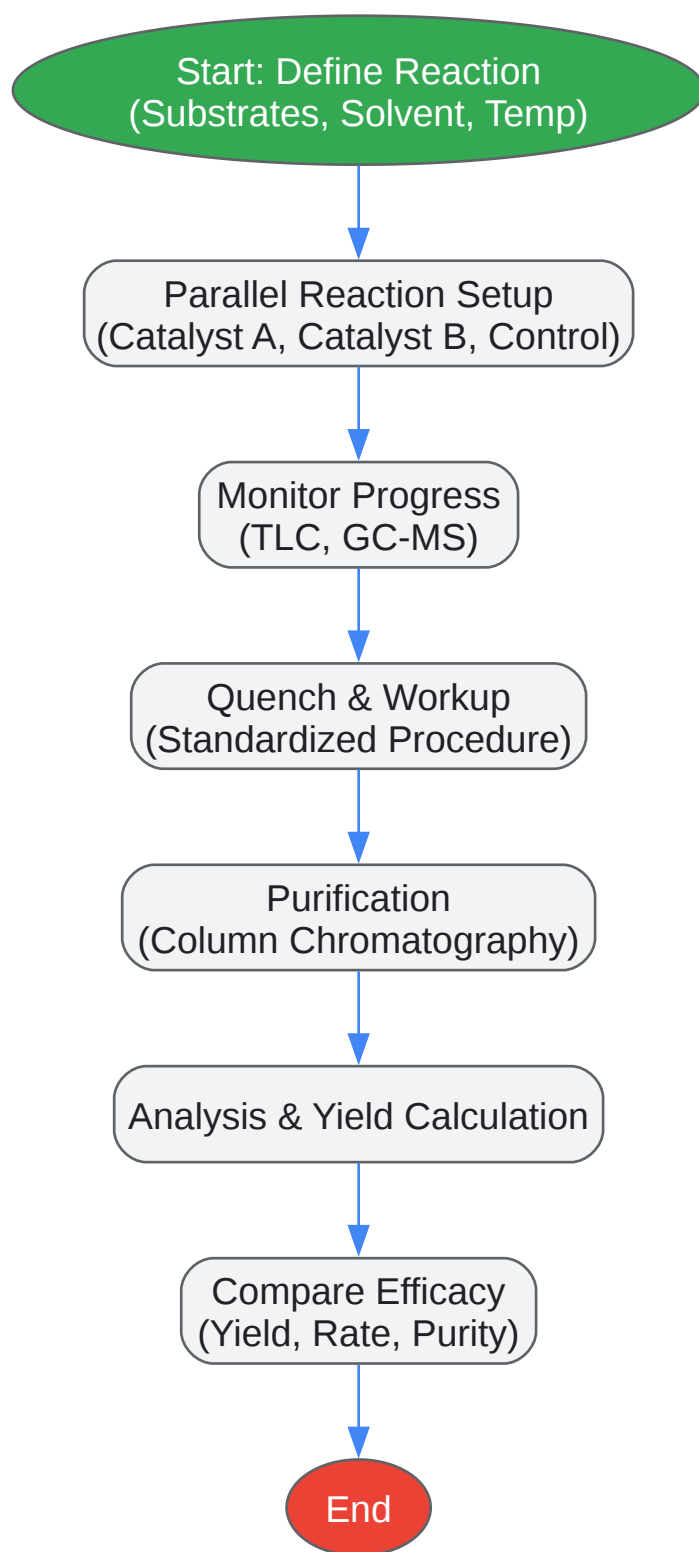 Start: Define Reaction
(Substrates, Solvent, Temp)
Parallel Reaction Setup
(Catalyst A, Catalyst B, Control)
Monitor Progress
(TLC, GC-MS)
Quench & Workup
(Standardized Procedure)
Purification
(Column Chromatography)
Analysis & Yield Calculation
Compare Efficacy
(Yield, Rate, Purity)
End